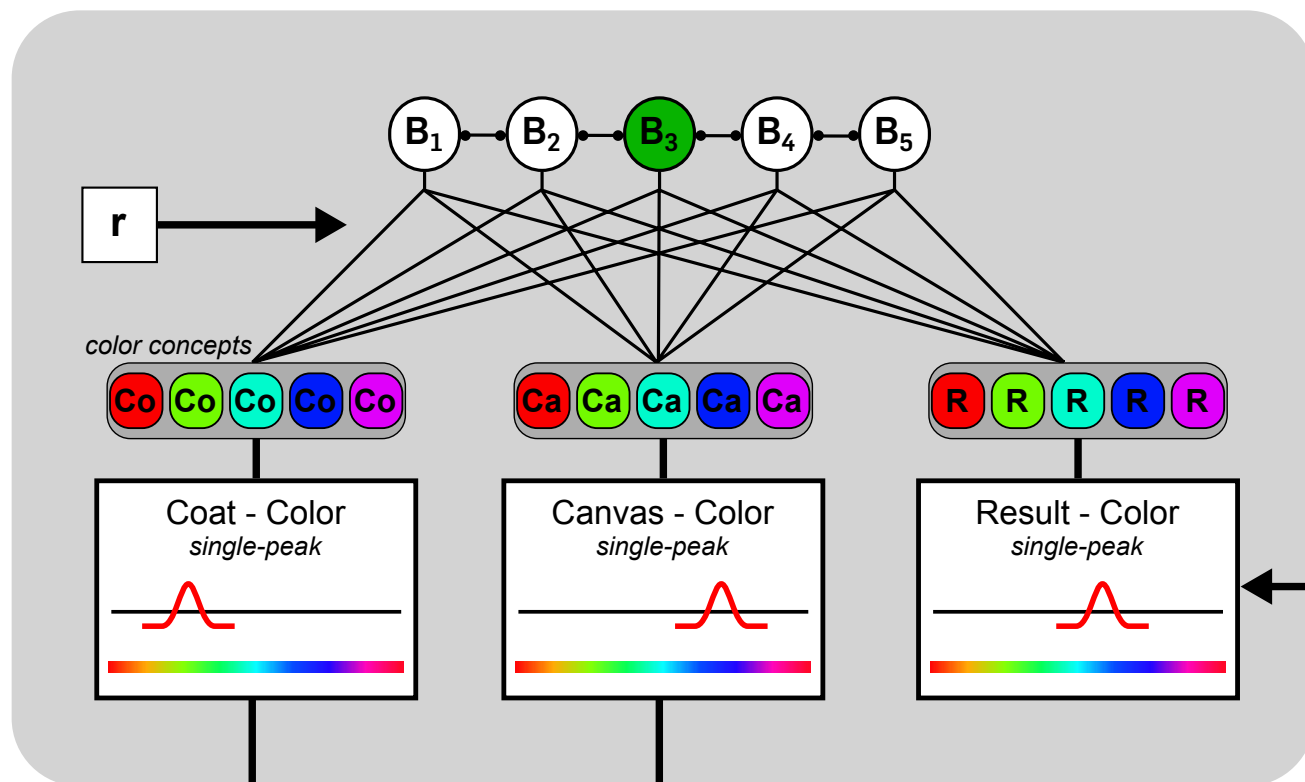 B₁ B₂ B₃ B₄ B₅
r
color concepts
Co Co Co Co Co
Ca Ca Ca Ca Ca
R R R R R
Coat - Color
single-peak
Canvas - Color
single-peak
Result - Color
single-peak